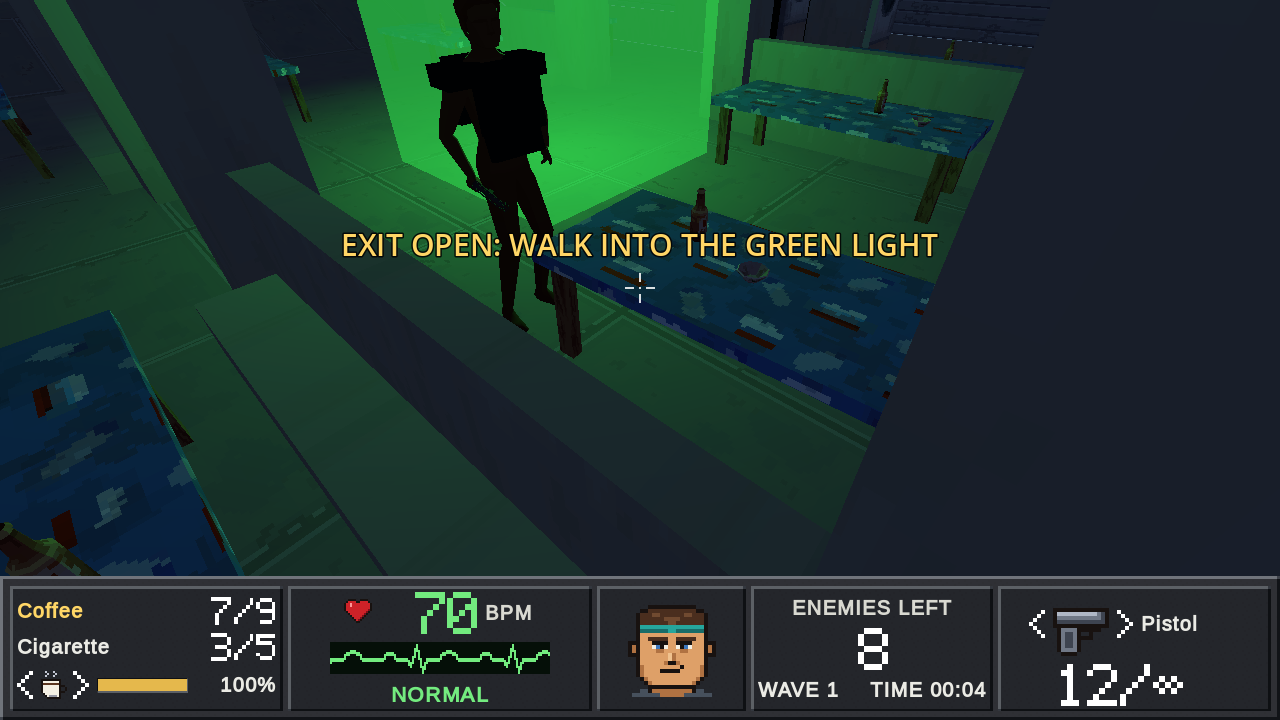 EXIT OPEN: WALK INTO THE GREEN LIGHT
Coffee 7/9
Cigarette 3/5
100%
70 BPM
NORMAL
ENEMIES LEFT
8
WAVE 1 TIME 00:04
Pistol
12/∞